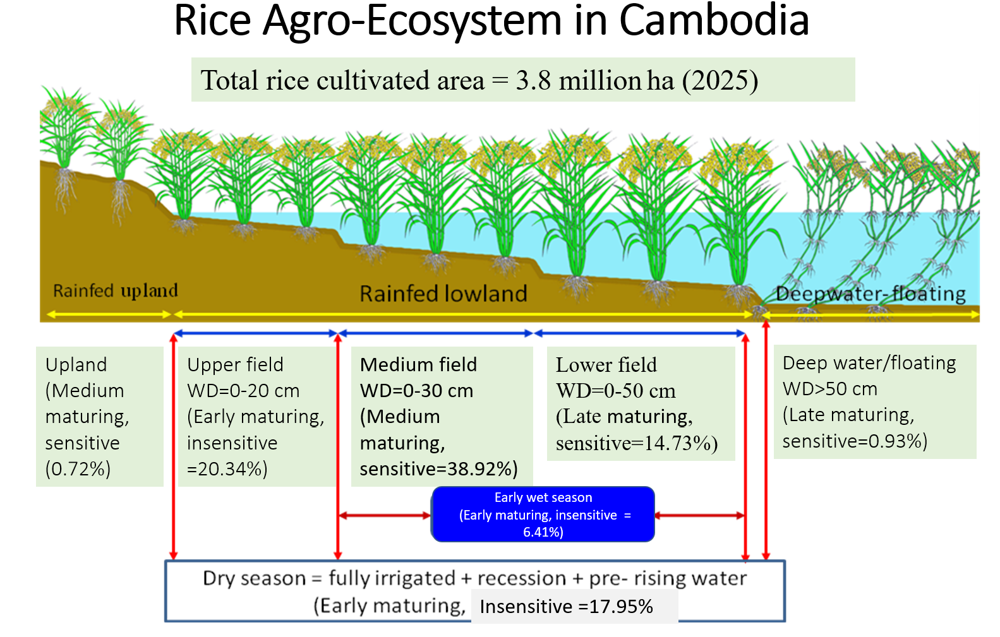 Rice Agro-Ecosystem in Cambodia
Total rice cultivated area = 3.8 million ha (2025)
Rainfed upland
Rainfed lowland
Deepwater-floating
Upland
(Medium
maturing,
sensitive
(0.72%)
Upper field
WD=0-20 cm
(Early maturing,
insensitive
=20.34%)
Medium field
WD=0-30 cm
(Medium
maturing,
sensitive=38.92%)
Lower field
WD=0-50 cm
(Late maturing,
sensitive=14.73%)
Deep water/floating
WD>50 cm
(Late maturing,
sensitive=0.93%)
Early wet season
(Early maturing, insensitive =
6.41%)
Dry season = fully irrigated + recession + pre- rising water
(Early maturing, Insensitive =17.95%